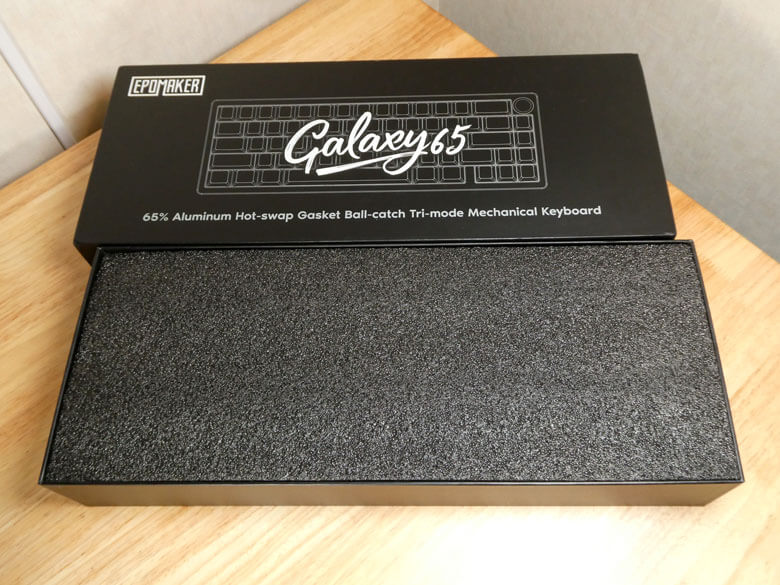 EPOMAKER
Galaxy65
65% Aluminum Hot-swap Gasket Ball-catch Tri-mode Mechanical Keyboard